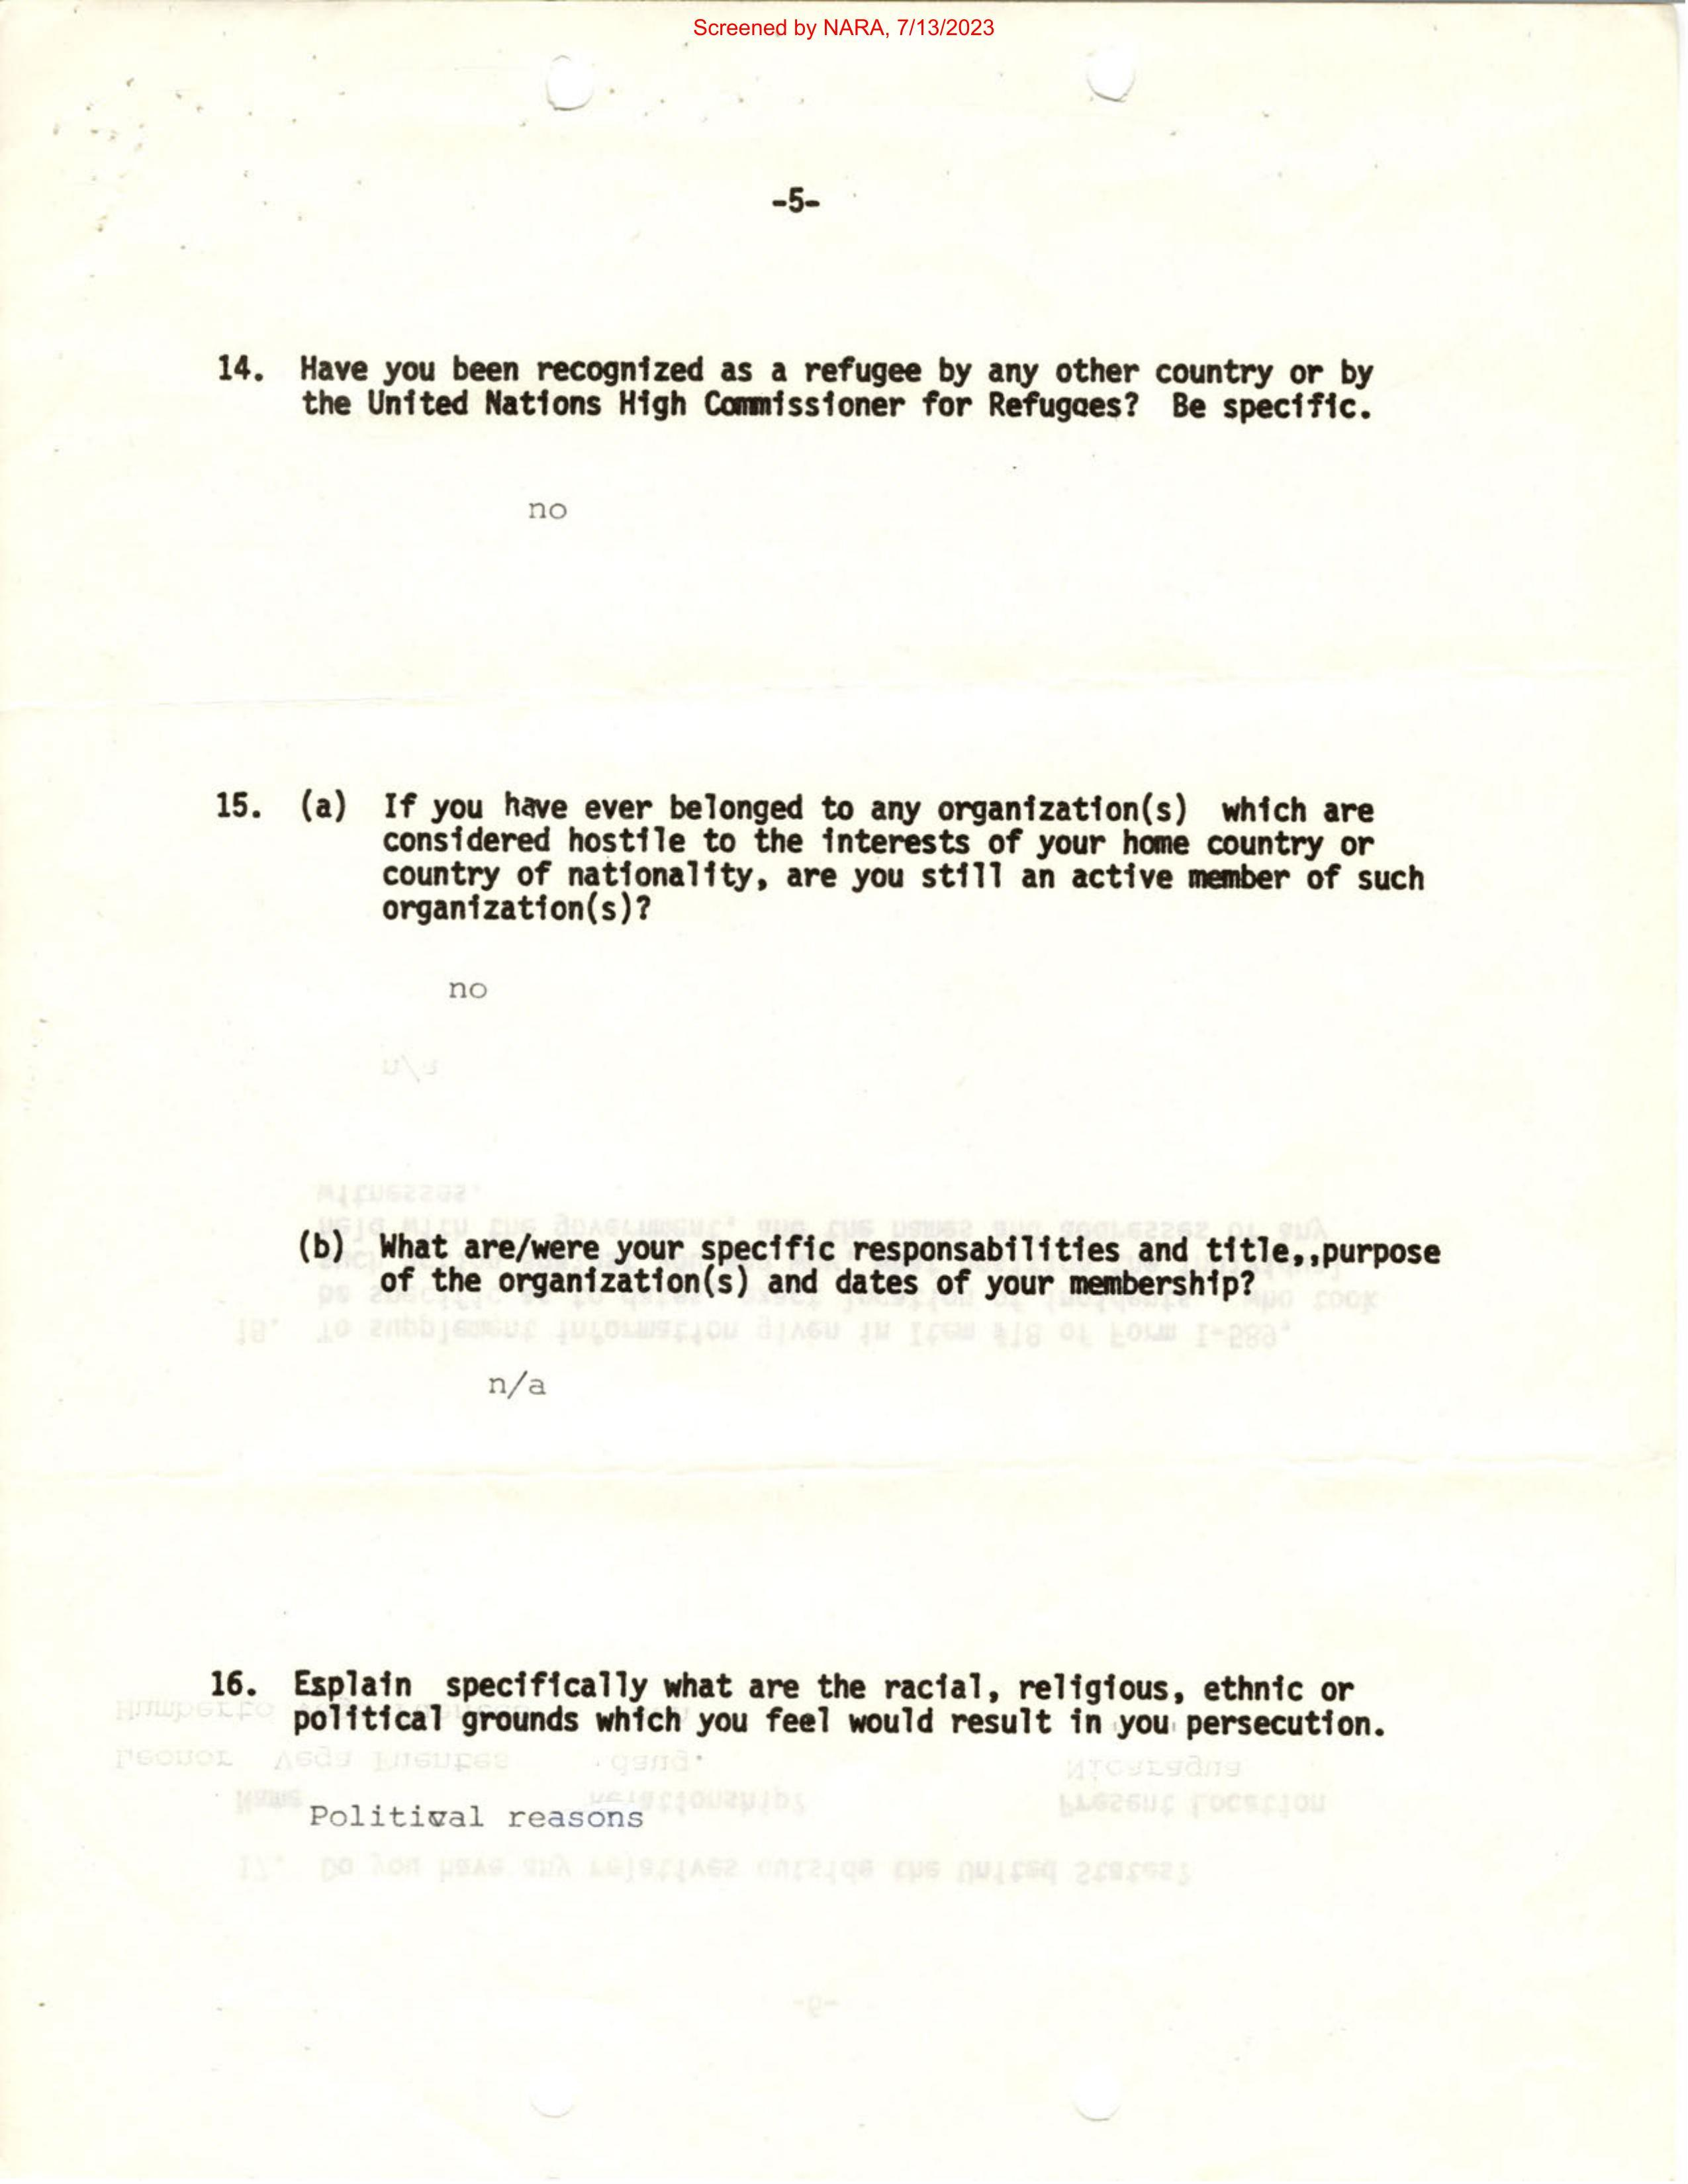 Screened by NARA, 7/13/2023
-5-
14. Have you been recognized as a refugee by any other country or by
the United Nations High Commissioner for Refugaes? Be specific.
no
15. (a) If you have ever belonged to any organization(s) which are
considered hostile to the interests of your home country or
country of nationality, are you still an active member of such
organization(s)?
no
(b) What are/were your specific responsabilities and title,,purpose
of the organization(s) and dates of your membership?
n/a
16. Esplain specifically what are the racial, religious, ethnic or
political grounds which you feel would result in you persecution.
Political reasons